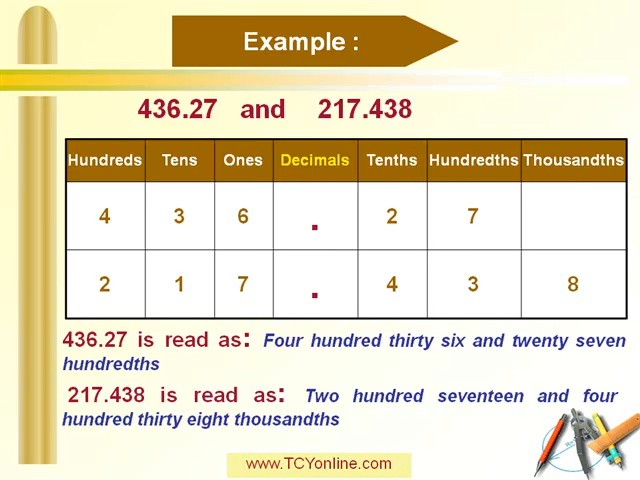 Example :
436.27 and 217.438
Hundreds Tens Ones Decimals Tenths Hundredths Thousandths
4 3 6 . 2 7
2 1 7 . 4 3 8
436.27 is read as: Four hundred thirty six and twenty seven
hundredths
217.438 is read as: Two hundred seventeen and four
hundred thirty eight thousandths
www.TCYonline.com